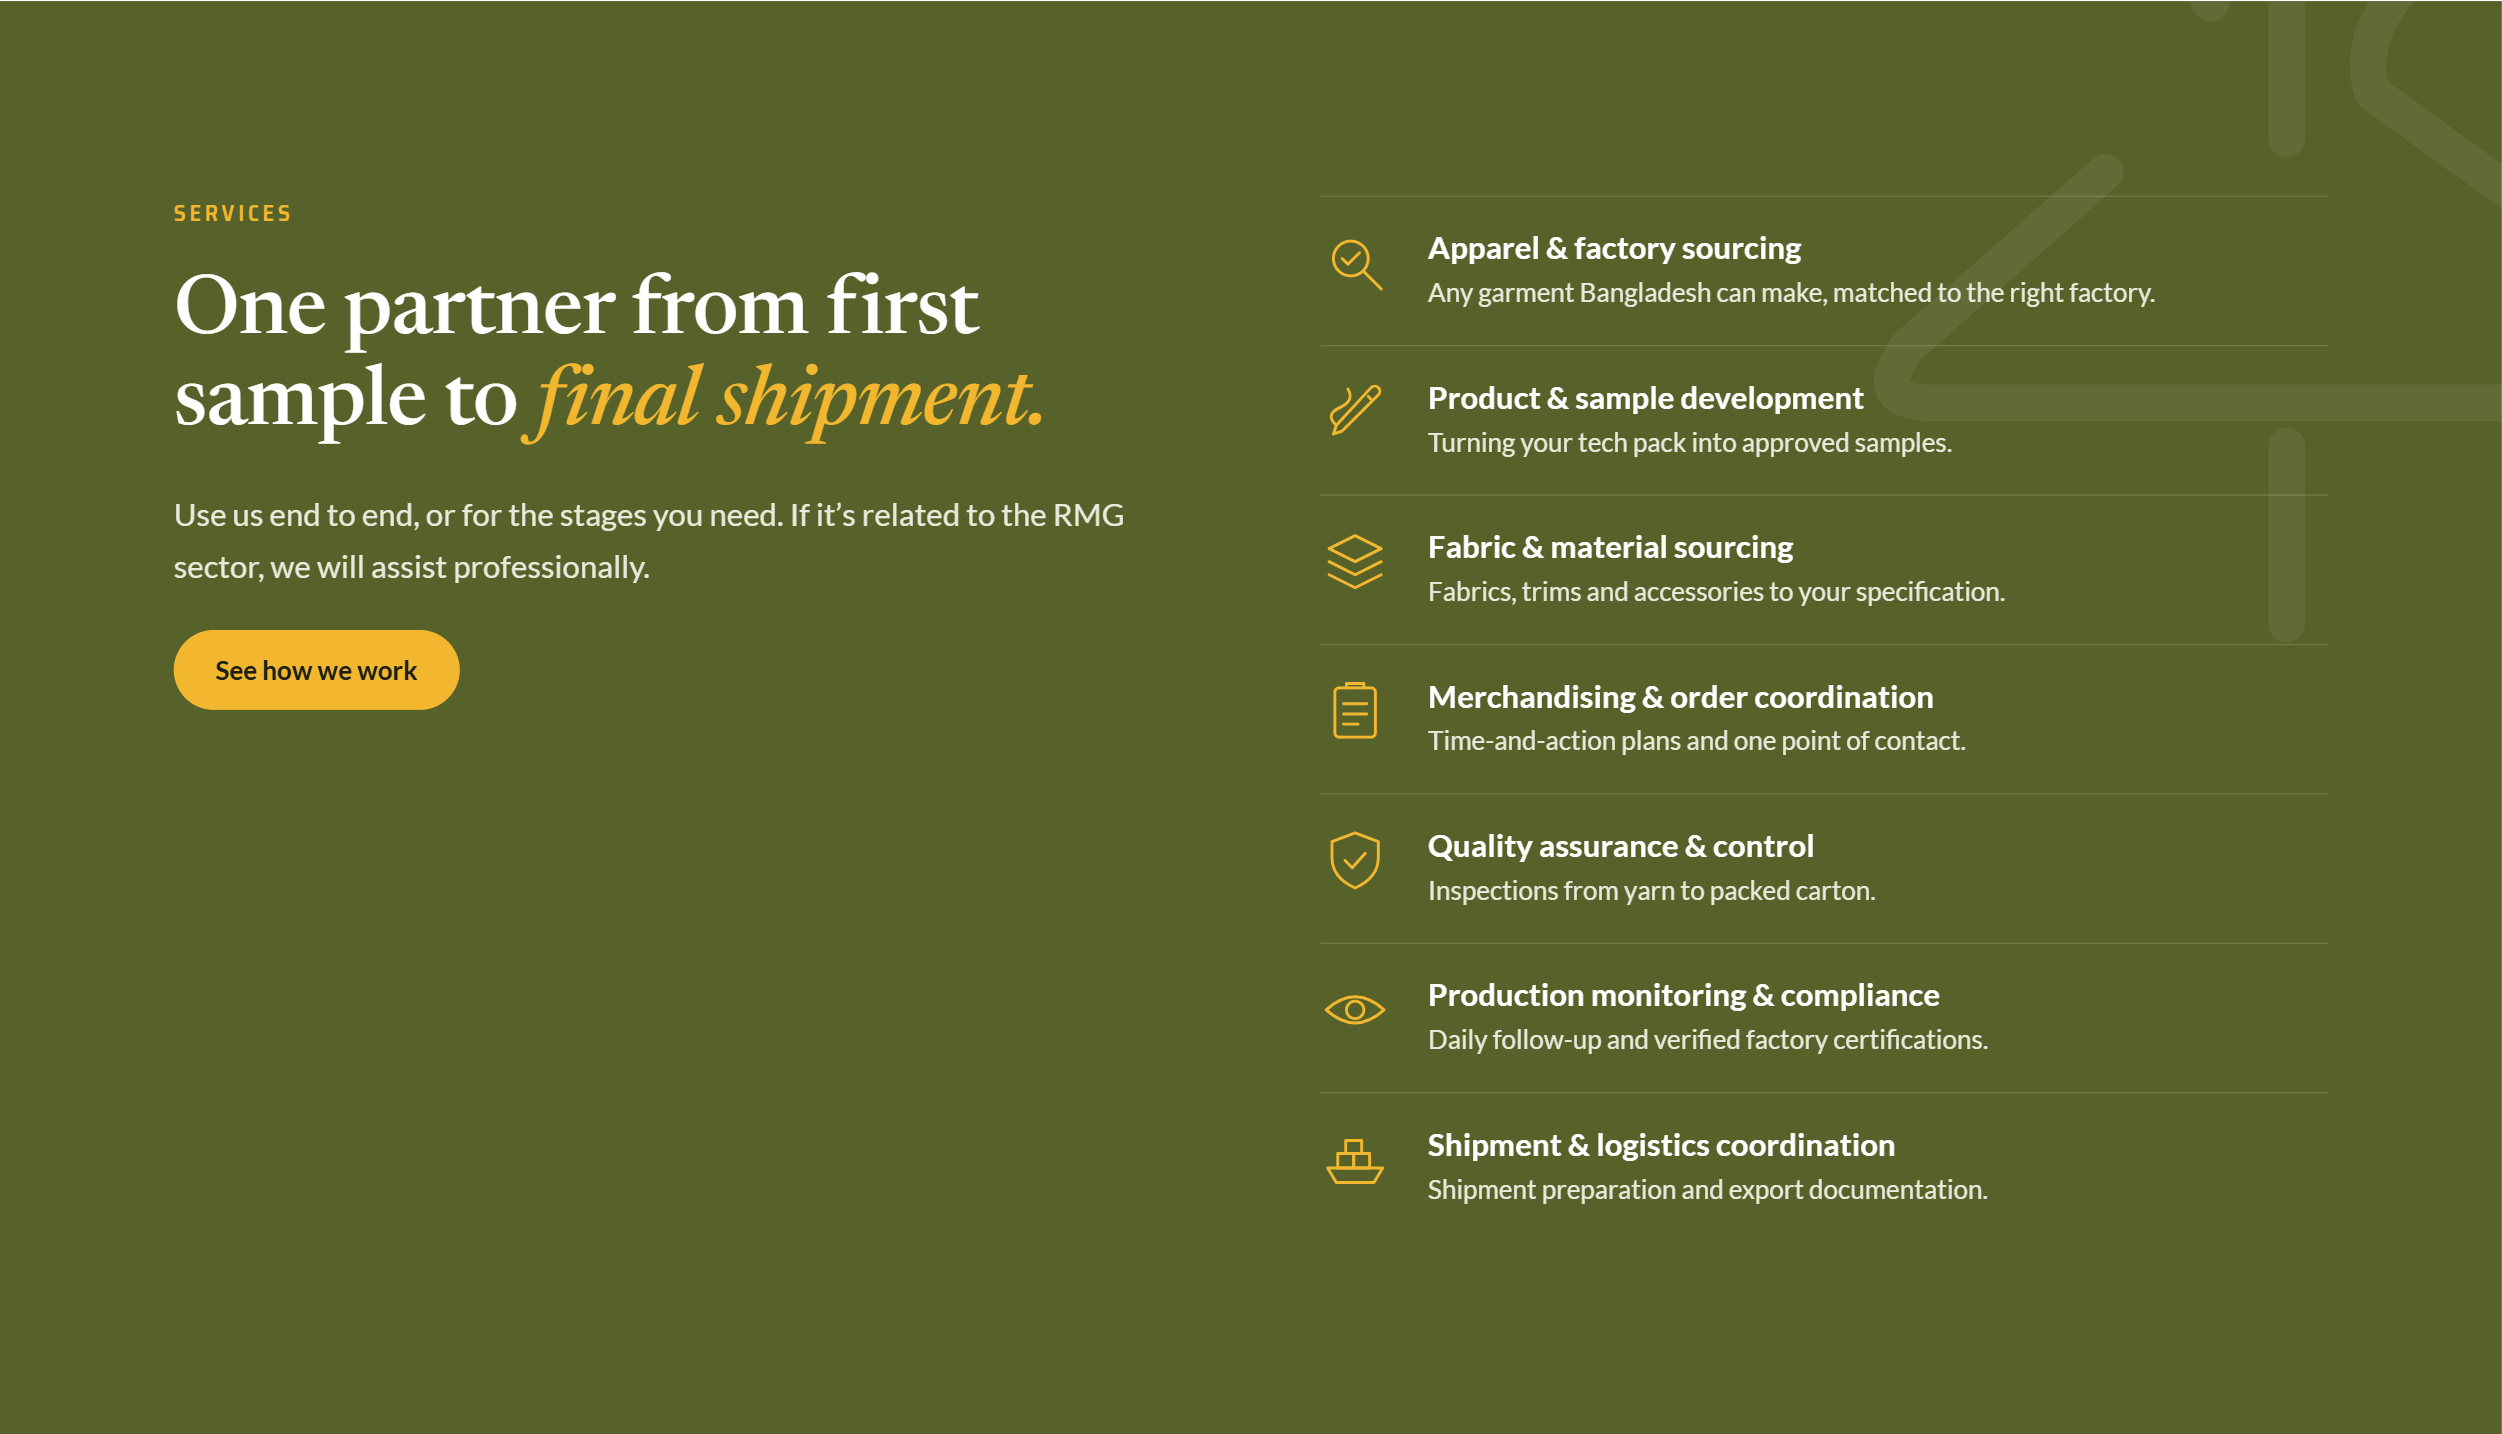 SERVICES
One partner from first
sample to final shipment.
Use us end to end, or for the stages you need. If it’s related to the RMG
sector, we will assist professionally.
See how we work
Apparel & factory sourcing
Any garment Bangladesh can make, matched to the right factory.
Product & sample development
Turning your tech pack into approved samples.
Fabric & material sourcing
Fabrics, trims and accessories to your specification.
Merchandising & order coordination
Time-and-action plans and one point of contact.
Quality assurance & control
Inspections from yarn to packed carton.
Production monitoring & compliance
Daily follow-up and verified factory certifications.
Shipment & logistics coordination
Shipment preparation and export documentation.